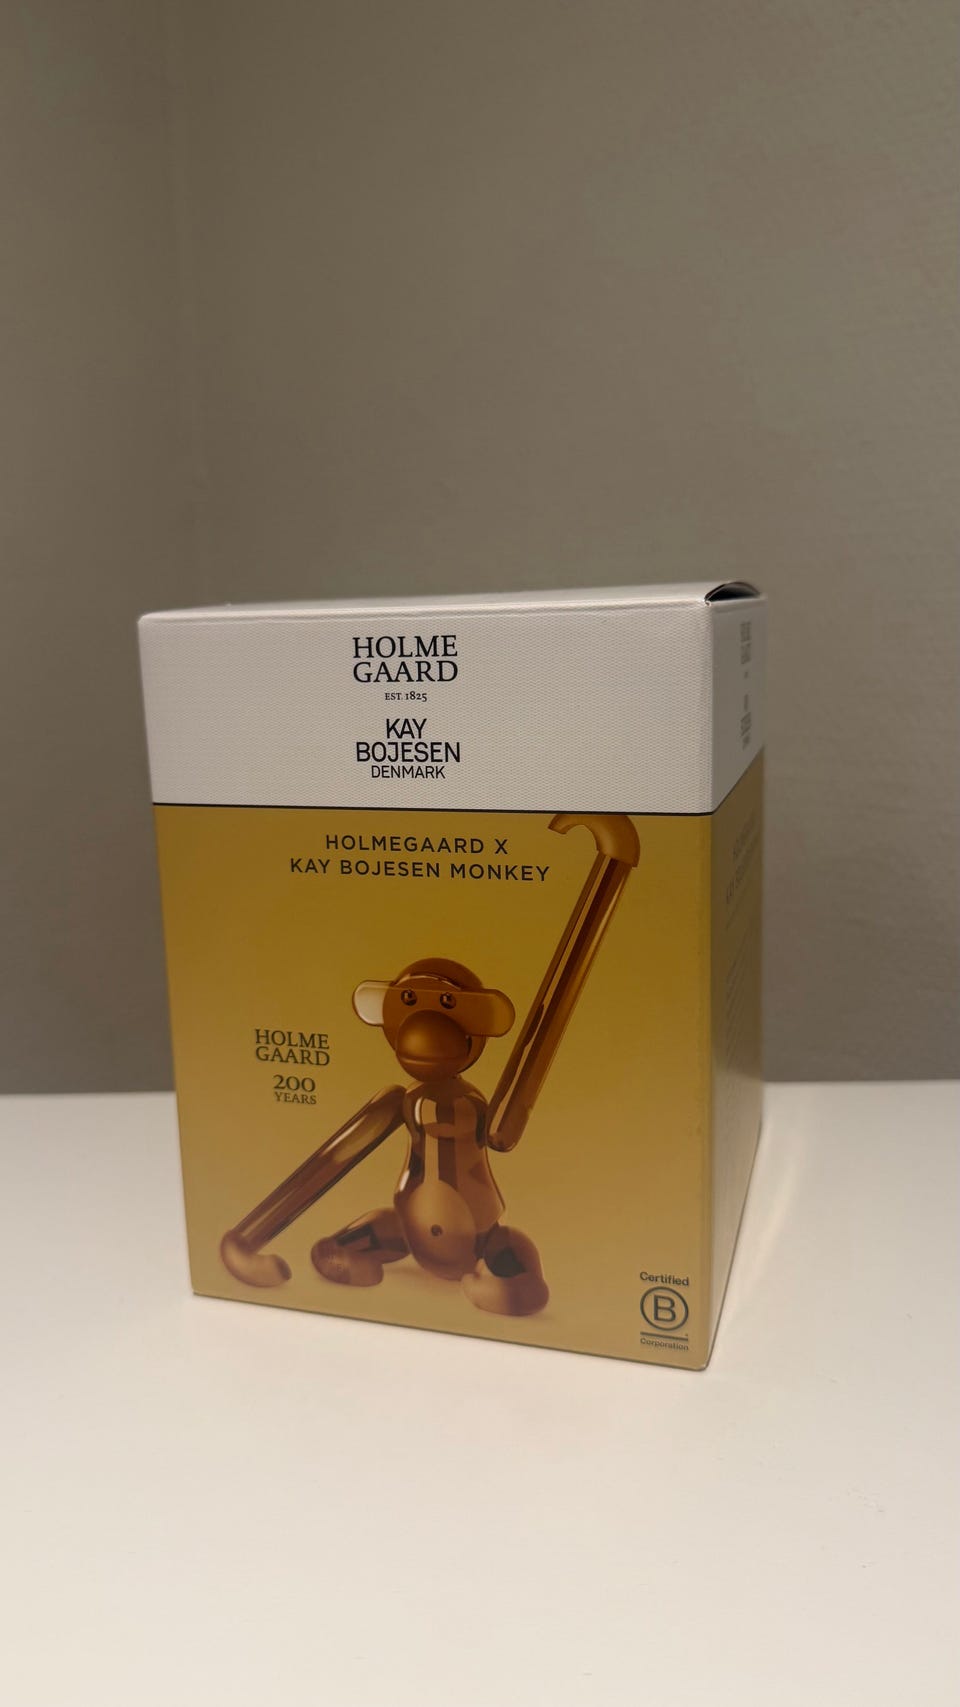 HOLME
GAARD
EST. 1825
KAY
BOJESEN
DENMARK
HOLMEGAARD X
KAY BOJESEN MONKEY
HOLME
GAARD
200
YEARS
Certified
B
Corporation